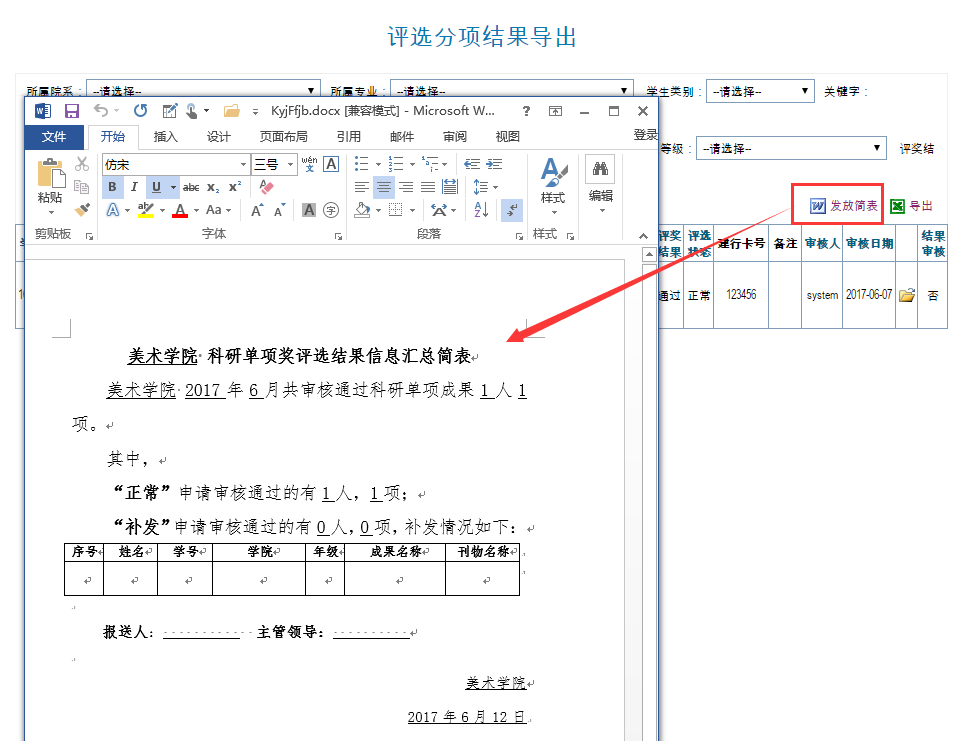 评选分项结果导出
所属院系： --请选择-- 所属专业： --请选择-- 学生类别： --请选择-- 关键字：
KyjFfjb.docx [兼容模式] - Microsoft W...
文件 开始 插入 设计 页面布局 引用 邮件 审阅 视图 登录
等级： --请选择-- 评奖结
仿宋 三号 wén 文 A
粘贴 B I U abc x₂ x² 样式 编辑
A aby A Aa A A A 字
剪贴板 字体 段落 样式
发放简表 导出
评奖结果 评选状态 建行卡号 备注 审核人 审核日期 结果审核
通过 正常 123456 system 2017-06-07 否
美术学院 科研单项奖评选结果信息汇总简表
美术学院 2017 年 6 月共审核通过科研单项成果 1 人 1
项。
其中，
“正常”申请审核通过的有 1 人，1 项；
“补发”申请审核通过的有 0 人，0 项，补发情况如下：
序号 姓名 学号 学院 年级 成果名称 刊物名称
报送人： 主管领导：
美术学院
2017 年 6 月 12 日